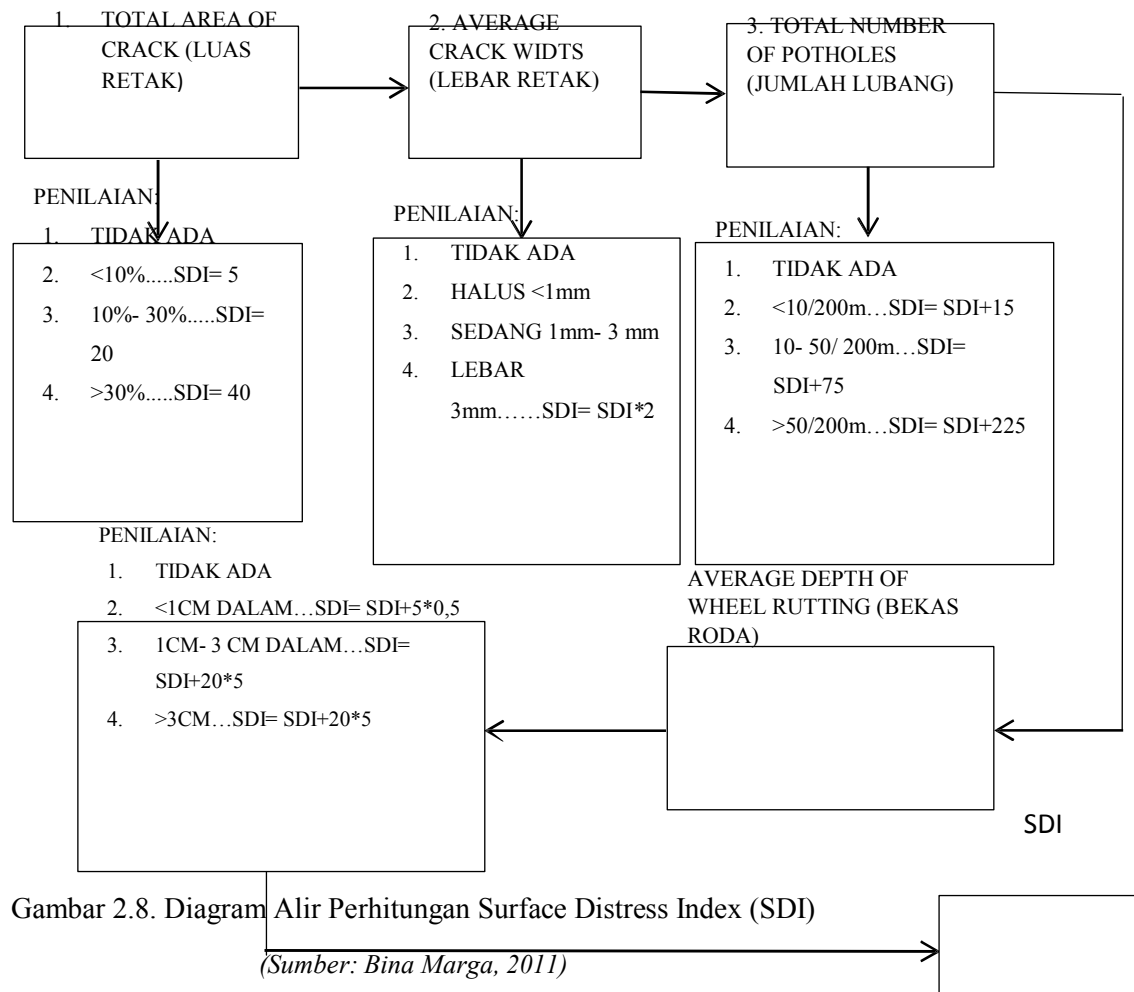 1. TOTAL AREA OF
CRACK (LUAS
RETAK)
2. AVERAGE
CRACK WIDTS
(LEBAR RETAK)
3. TOTAL NUMBER
OF POTHOLES
(JUMLAH LUBANG)
PENILAIAN:
1. TIDAK ADA
2. <10%.....SDI= 5
3. 10%- 30%.....SDI=
20
4. >30%.....SDI= 40
PENILAIAN:
1. TIDAK ADA
2. HALUS <1mm
3. SEDANG 1mm- 3 mm
4. LEBAR
3mm……SDI= SDI*2
PENILAIAN:
1. TIDAK ADA
2. <10/200m…SDI= SDI+15
3. 10- 50/ 200m…SDI=
SDI+75
4. >50/200m…SDI= SDI+225
AVERAGE DEPTH OF
WHEEL RUTTING (BEKAS
RODA)
PENILAIAN:
1. TIDAK ADA
2. <1CM DALAM…SDI= SDI+5*0,5
3. 1CM- 3 CM DALAM…SDI=
SDI+20*5
4. >3CM…SDI= SDI+20*5
SDI
Gambar 2.8. Diagram Alir Perhitungan Surface Distress Index (SDI)
(Sumber: Bina Marga, 2011)